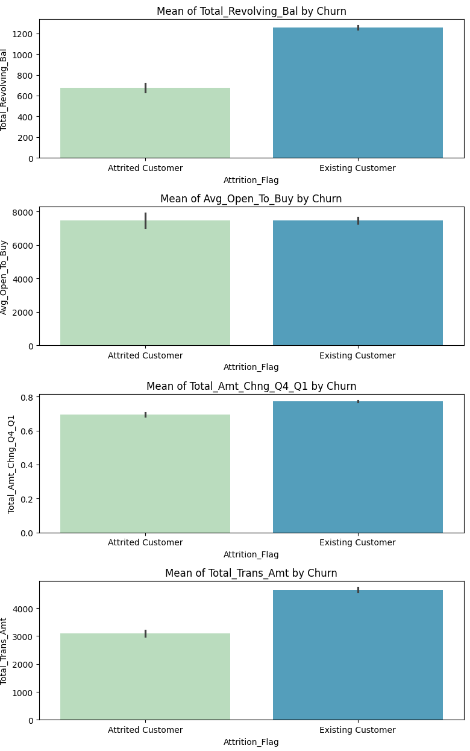 Mean of Total_Revolving_Bal by Churn
1200
1000
800
600
400
200
0
Total_Revolving_Bal
Attrited Customer
Existing Customer
Attrition_Flag
Mean of Avg_Open_To_Buy by Churn
8000
6000
4000
2000
0
Avg_Open_To_Buy
Attrited Customer
Existing Customer
Attrition_Flag
Mean of Total_Amt_Chng_Q4_Q1 by Churn
0.8
0.6
0.4
0.2
0.0
Total_Amt_Chng_Q4_Q1
Attrited Customer
Existing Customer
Attrition_Flag
Mean of Total_Trans_Amt by Churn
4000
3000
2000
1000
0
Total_Trans_Amt
Attrited Customer
Existing Customer
Attrition_Flag